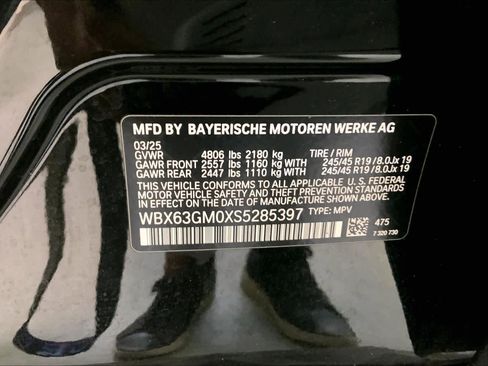 MFD BY BAYERISCHE MOTOREN WERKE AG
03/25
GVWR 4806 lbs 2180 kg TIRE / RIM
GAWR FRONT 2557 lbs 1160 kg WITH 245/45 R19 /8.0Jx 19
GAWR REAR 2447 lbs 1110 kg WITH 245/45 R19 /8.0Jx 19
THIS VEHICLE CONFORMS TO ALL APPLICABLE U.S. FEDERAL
MOTOR VEHICLE SAFETY AND THEFT PREVENTION STANDARDS
IN EFFECT ON THE DATE OF MANUFACTURE SHOWN ABOVE.
WBX63GM0XS5285397 TYPE: MPV
475
7 320 730